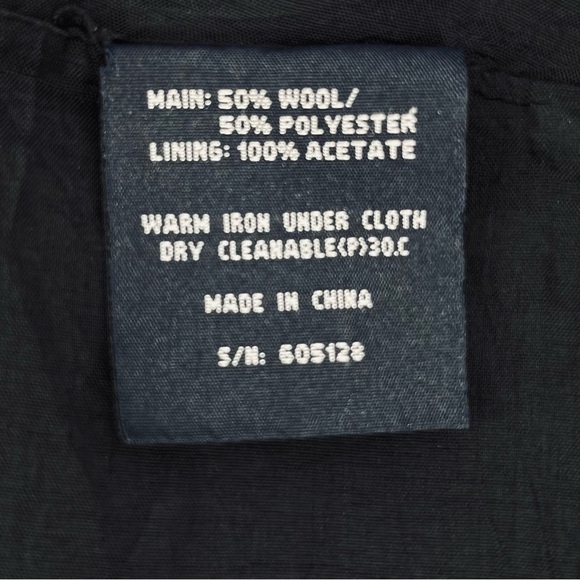 MAIN: 50% WOOL/
50% POLYESTER
LINING: 100% ACETATE
WARM IRON UNDER CLOTH
DRY CLEANABLE(P)30.C
MADE IN CHINA
S/N: 605128